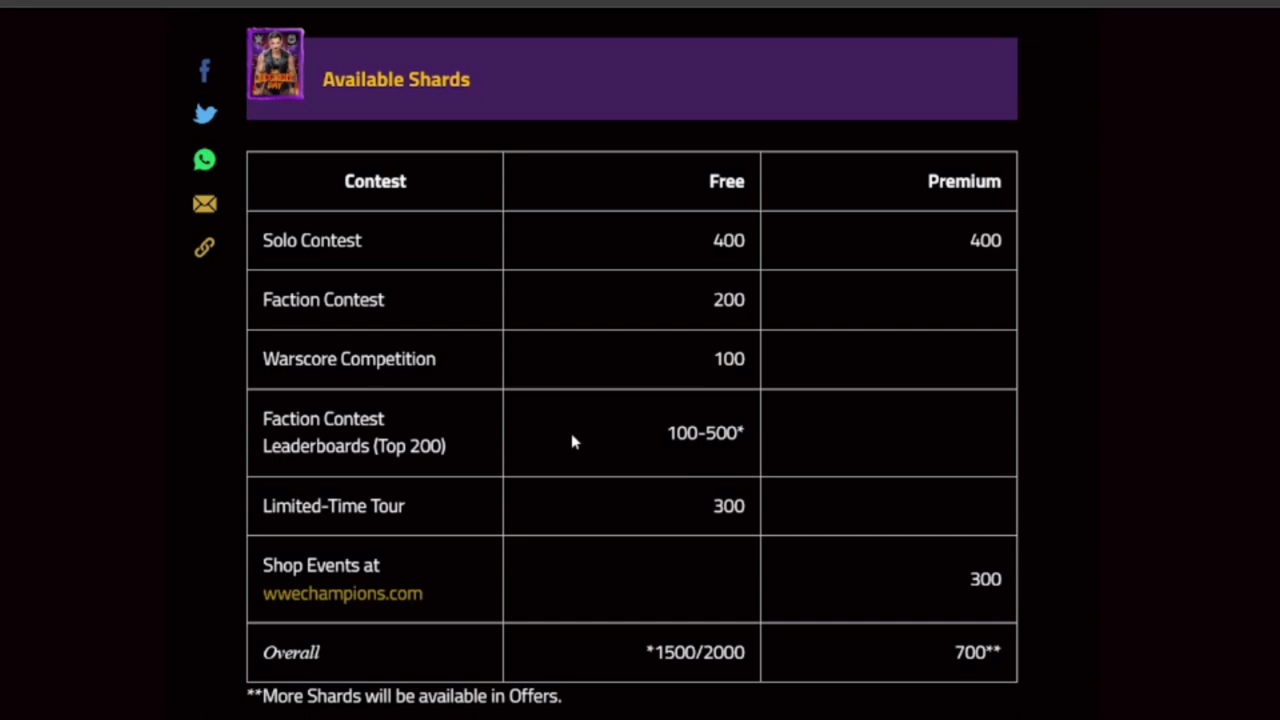 Available Shards
Contest Free Premium
Solo Contest 400 400
Faction Contest 200
Warscore Competition 100
Faction Contest
Leaderboards (Top 200) 100-500*
Limited-Time Tour 300
Shop Events at
wwechampions.com 300
Overall *1500/2000 700**
**More Shards will be available in Offers.